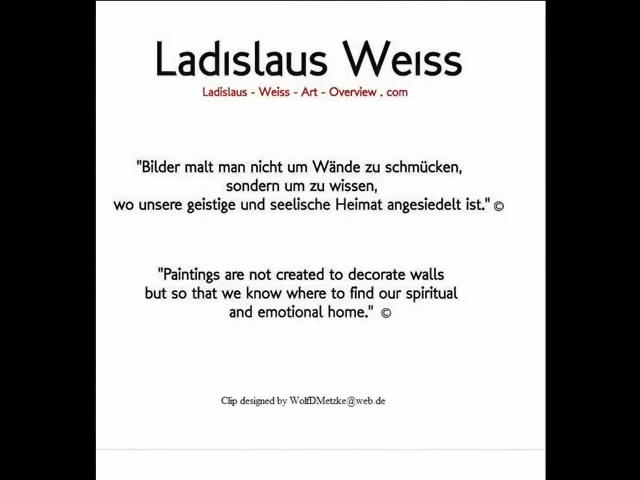 Ladislaus Weiss
Ladislaus - Weiss - Art - Overview . com
"Bilder malt man nicht um Wände zu schmücken,
sondern um zu wissen,
wo unsere geistige und seelische Heimat angesiedelt ist." ©
"Paintings are not created to decorate walls
but so that we know where to find our spiritual
and emotional home." ©
Clip designed by WolfDMetzke@web.de